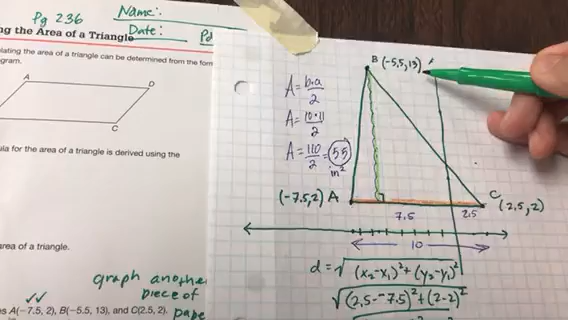 Pg 236
Name:
Date:
Pd
ng the Area of a Triangle
lating the area of a triangle can be determined from the form
gram.
A
D
C
ula for the area of a triangle is derived using the
area of a triangle.
graph another
piece of
paper
s A(-7.5, 2), B(-5.5, 13), and C(2.5, 2).
B (-5.5, 13)
A = b·a/2
A = 10·11/2
A = 110/2 = 55
in²
(-7.5, 2) A
C (2.5, 2)
7.5
2.5
10
d = √(x₂-x₁)² + (y₂-y₁)²
√(2.5--7.5)² + (2-2)²